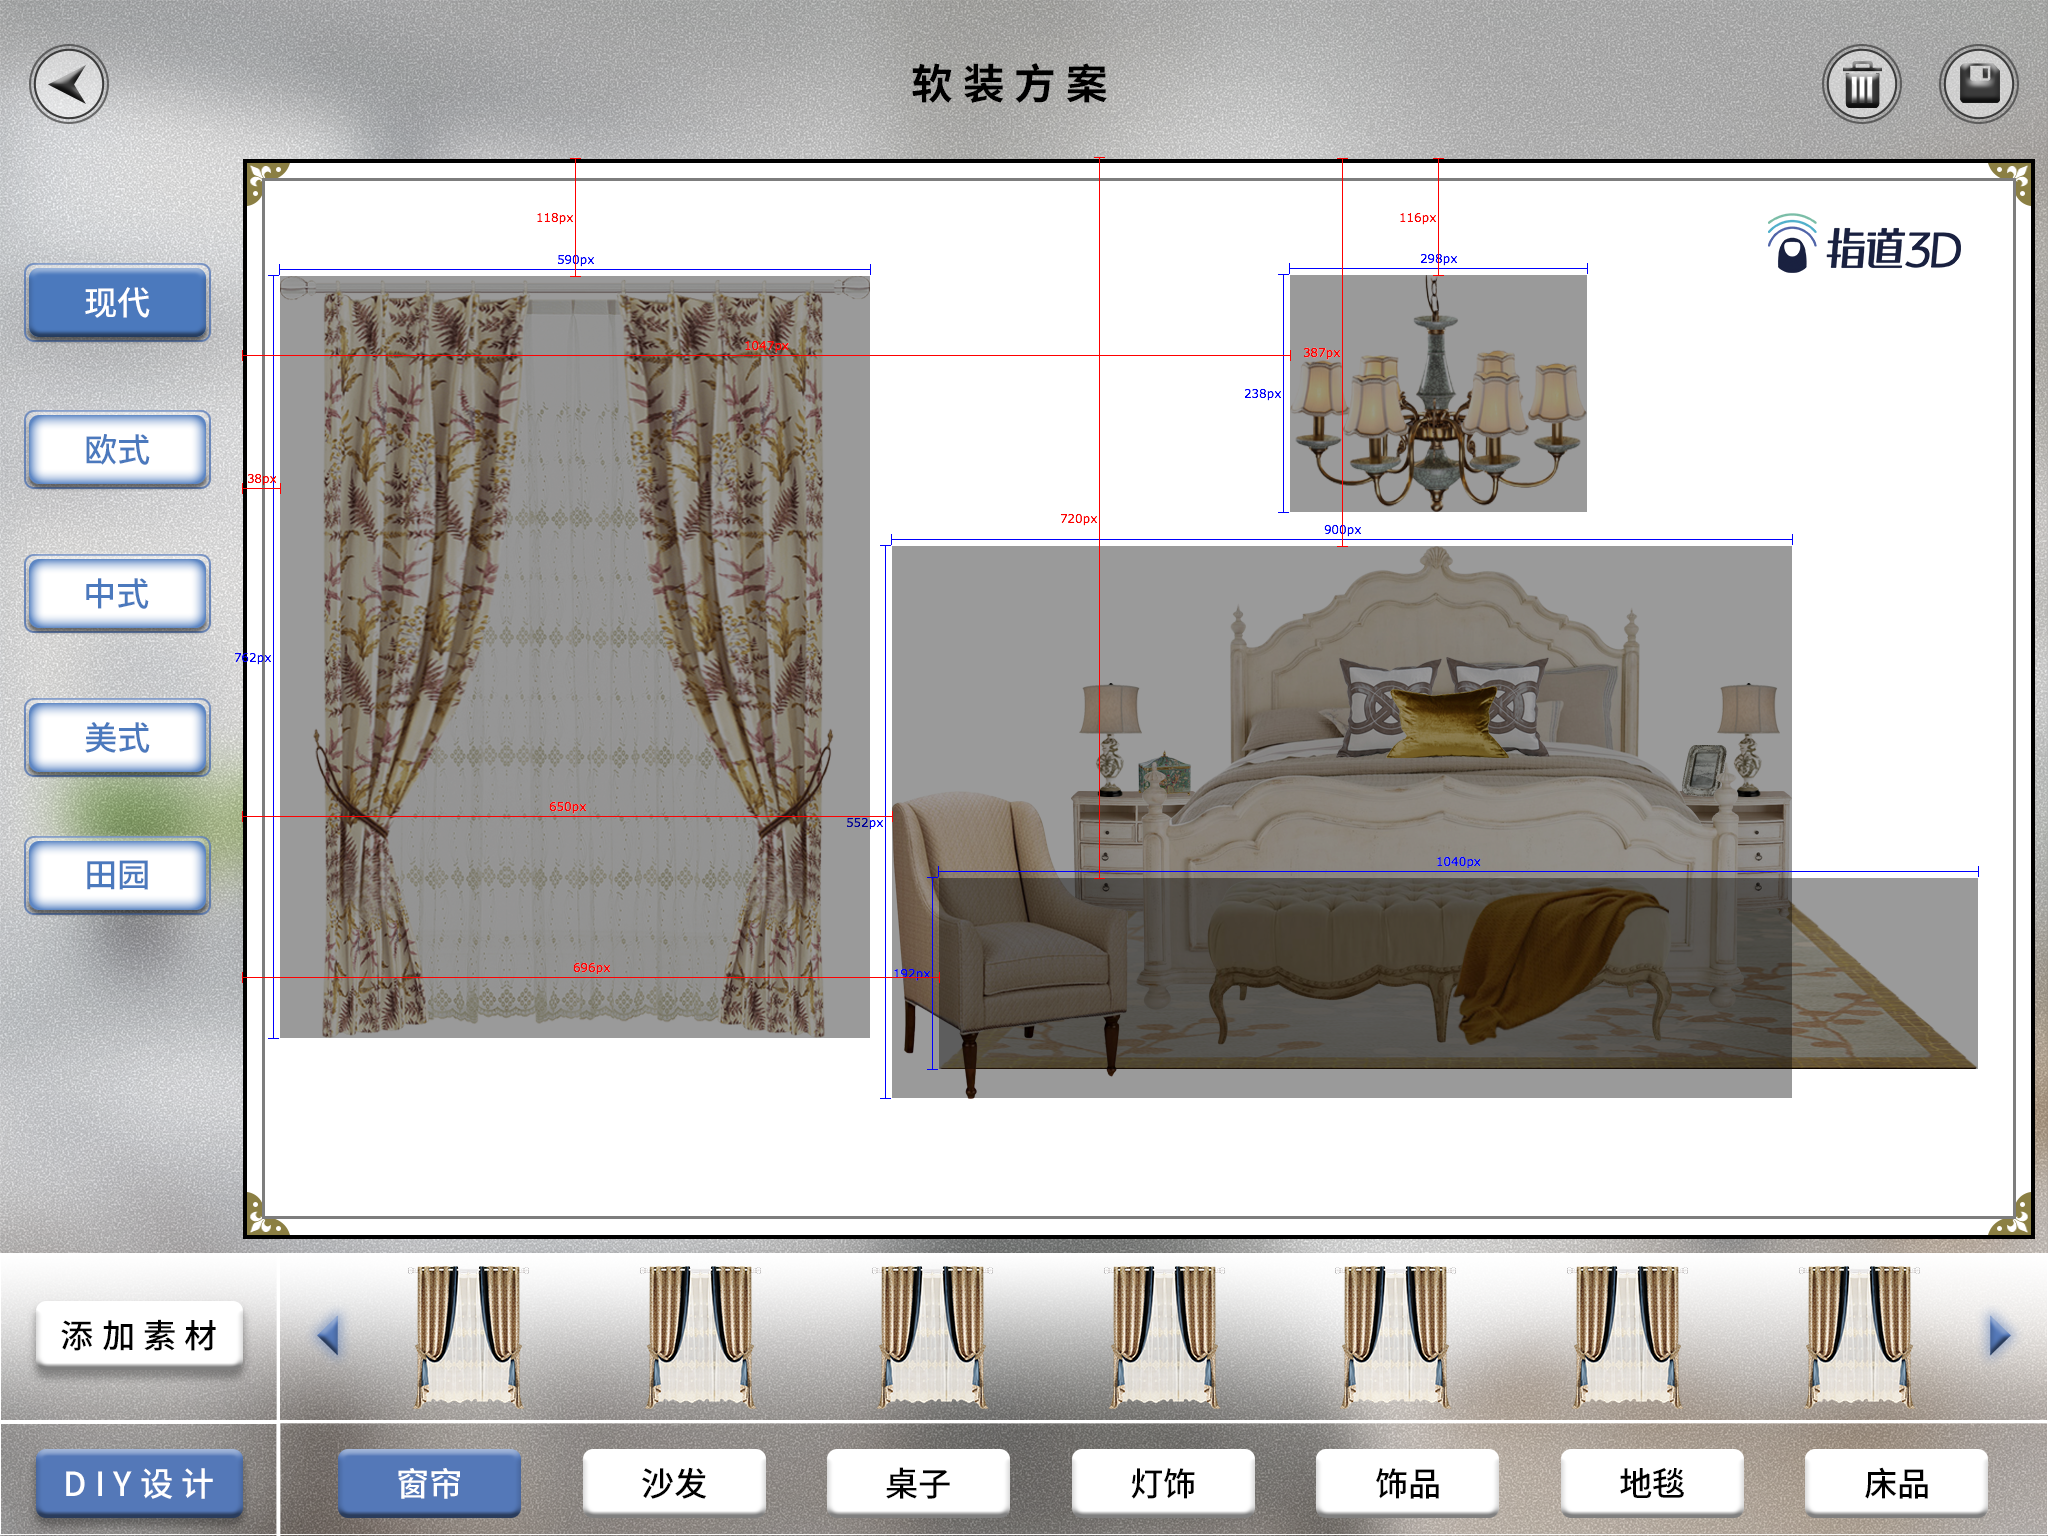 软装方案
指道3D
118px
116px
590px
298px
1047px
387px
238px
38px
720px
900px
762px
650px
552px
1040px
696px
192px
现代
欧式
中式
美式
田园
添加素材
DIY设计
窗帘
沙发
桌子
灯饰
饰品
地毯
床品